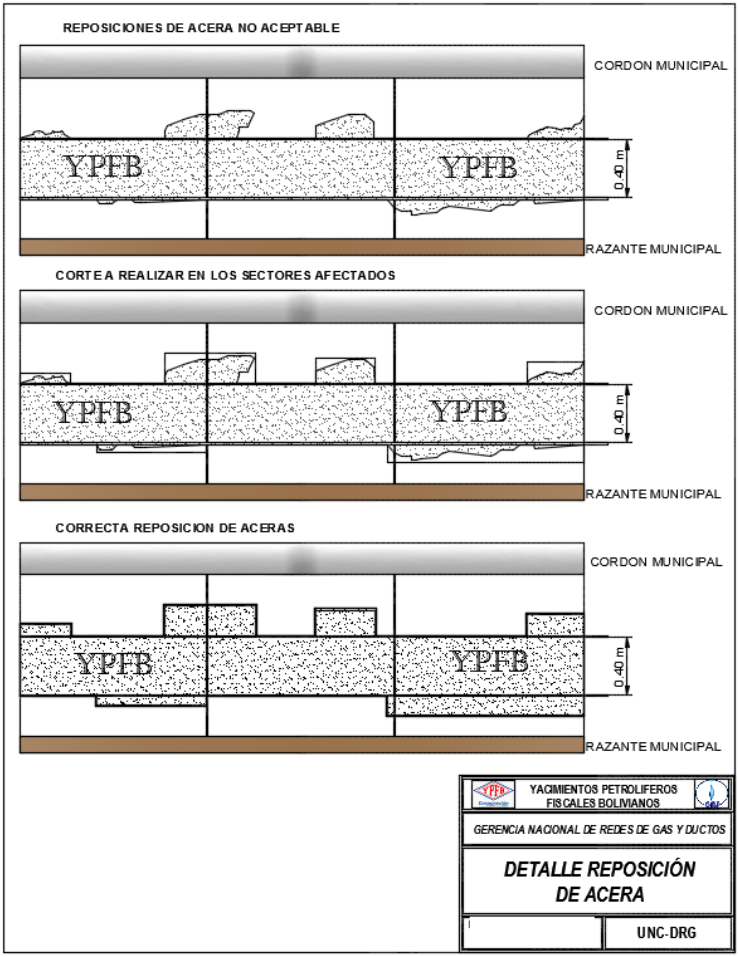 REPOSICIONES DE ACERA NO ACEPTABLE
CORDON MUNICIPAL
YPFB
YPFB
0.40 m
RAZANTE MUNICIPAL
CORTE A REALIZAR EN LOS SECTORES AFECTADOS
CORDON MUNICIPAL
YPFB
YPFB
0.40 m
RAZANTE MUNICIPAL
CORRECTA REPOSICION DE ACERAS
CORDON MUNICIPAL
YPFB
YPFB
0.40 m
RAZANTE MUNICIPAL
YPFB
YACIMIENTOS PETROLIFEROS
FISCALES BOLIVIANOS
GERENCIA NACIONAL DE REDES DE GAS Y DUCTOS
DETALLE REPOSICIÓN
DE ACERA
UNC-DRG